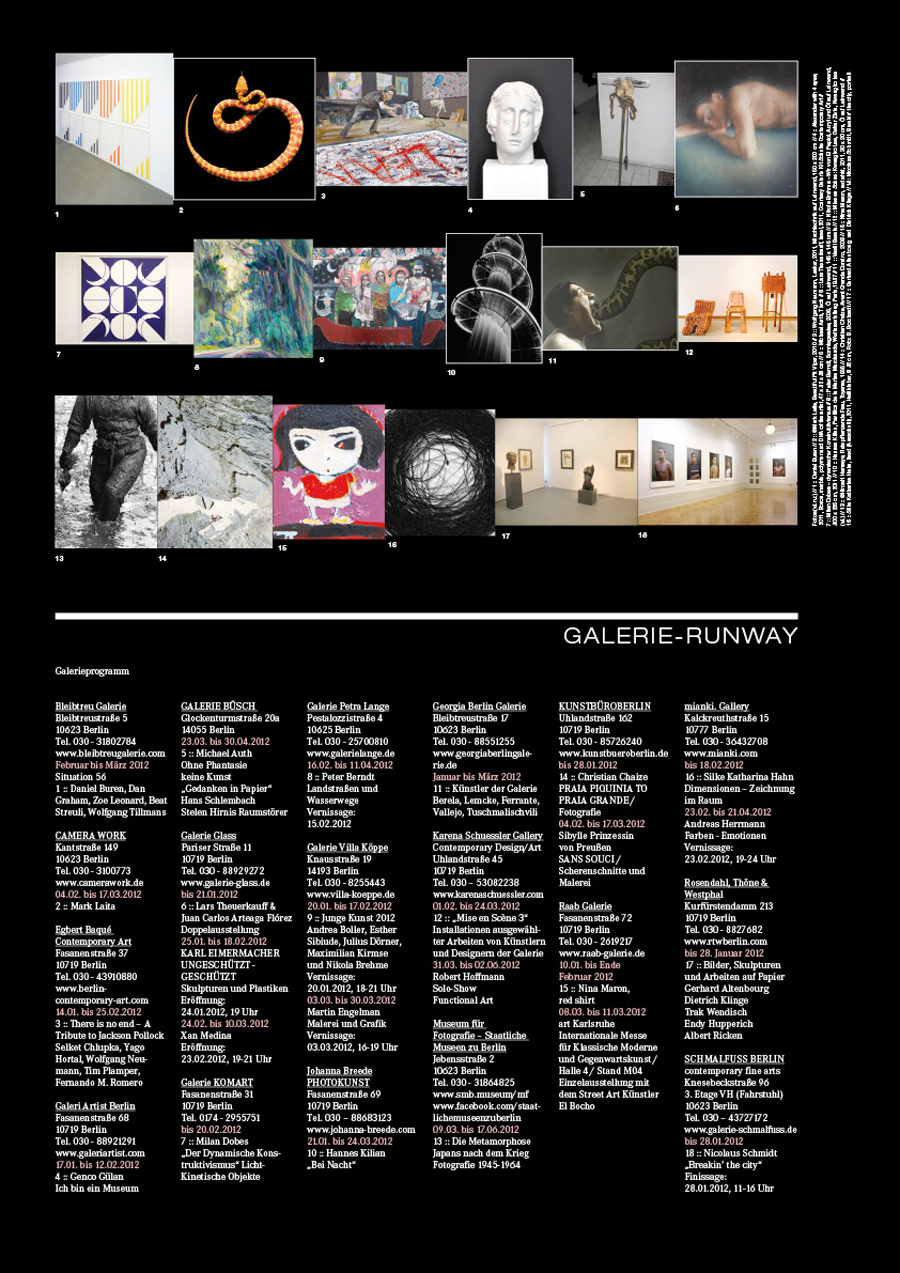 1
2
3
4
5
6
7
8
9
10
11
12
13
14
15
16
17
18
GALERIE-RUNWAY
Galerieprogramm
Bleibtreu Galerie
Bleibtreustraße 5
10623 Berlin
Tel. 030 - 31802784
www.bleibtreugalerie.com
Februar bis März 2012
Situation 56
1 :: Daniel Buren, Dan
Graham, Zoe Leonard, Beat
Streuli, Wolfgang Tillmans
CAMERA WORK
Kantstraße 149
10623 Berlin
Tel. 030 - 3100773
www.camerawork.de
04.02. bis 17.03.2012
2 :: Mark Laita
Egbert Baqué
Contemporary Art
Fasanenstraße 37
10719 Berlin
Tel. 030 - 43910880
www.berlin-
contemporary-art.com
14.01. bis 25.02.2012
3 :: There is no end – A
Tribute to Jackson Pollock
Selket Chlupka, Yago
Hortal, Wolfgang Neu-
mann, Tim Plamper,
Fernando M. Romero
Galeri Artist Berlin
Fasanenstraße 68
10719 Berlin
Tel. 030 - 88921291
www.galeriartist.com
17.01. bis 12.02.2012
4 :: Genco Gülan
Ich bin ein Museum
GALERIE BÜSCH
Glockenturmstraße 20a
14055 Berlin
23.03. bis 30.04.2012
5 :: Michael Auth
Ohne Phantasie
keine Kunst
„Gedanken in Papier“
Hans Schlembach
Stelen Hirnis Raumstörer
Galerie Glass
Pariser Straße 11
10719 Berlin
Tel. 030 - 88929272
www.galerie-glass.de
bis 21.01.2012
6 :: Lars Theuerkauff &
Juan Carlos Arteaga Flórez
Doppelausstellung
25.01. bis 18.02.2012
KARL EIMERMACHER
UNGESCHÜTZT -
GESCHÜTZT
Skulpturen und Plastiken
Eröffnung:
24.01.2012, 19 Uhr
24.02. bis 10.03.2012
Xan Medina
Eröffnung:
23.02.2012, 19-21 Uhr
Galerie KOMART
Fasanenstraße 31
10719 Berlin
Tel. 0174 - 2955751
bis 20.02.2012
7 :: Milan Dobes
„Der Dynamische Kons-
truktivismus“ Licht-
Kinetische Objekte
Galerie Petra Lange
Pestalozzistraße 4
10625 Berlin
Tel. 030 - 25700810
www.galerielange.de
16.02. bis 11.04.2012
8 :: Peter Berndt
Landstraßen und
Wasserwege
Vernissage:
15.02.2012
Galerie Villa Köppe
Knausstraße 19
14193 Berlin
Tel. 030 - 8255443
www.villa-koeppe.de
20.01. bis 17.02.2012
9 :: Junge Kunst 2012
Andrea Boller, Esther
Sibiude, Julius Dörner,
Maximilian Kirmse
und Nikola Brehme
Vernissage:
20.01.2012, 18-21 Uhr
03.03. bis 30.03.2012
Martin Engelman
Malerei und Grafik
Vernissage:
03.03.2012, 16-19 Uhr
Johanna Breede
PHOTOKUNST
Fasanenstraße 69
10719 Berlin
Tel. 030 – 88683123
www.johanna-breede.com
21.01. bis 24.03.2012
10 :: Hannes Kilian
„Bei Nacht“
Georgia Berlin Galerie
Bleibtreustraße 17
10623 Berlin
Tel. 030 - 88551255
www.georgiaberlingale-
rie.de
Januar bis März 2012
11 :: Künstler der Galerie
Berela, Lemcke, Ferrante,
Vallejo, Tuschmalischvili
Karena Schuessler Gallery
Contemporary Design/Art
Uhlandstraße 45
10719 Berlin
Tel. 030 – 53082238
www.karenaschuessler.com
01.02. bis 24.03.2012
12 :: „Mise en Scène 3“
Installationen ausgewähl-
ter Arbeiten von Künstlern
und Designern der Galerie
31.03. bis 02.06.2012
Robert Hoffmann
Solo-Show
Functional Art
Museum für
Fotografie – Staatliche
Museen zu Berlin
Jebensstraße 2
10623 Berlin
Tel. 030 - 31864825
www.smb.museum/mf
www.facebook.com/staat-
lichemuseenzuberlin
09.03. bis 17.06.2012
13 :: Die Metamorphose
Japans nach dem Krieg
Fotografie 1945-1964
KUNSTBÜROBERLIN
Uhlandstraße 162
10719 Berlin
Tel. 030 - 85726240
www.kunstbueroberlin.de
bis 28.01.2012
14 :: Christian Chaize
PRAIA PIQUINIA TO
PRAIA GRANDE/
Fotografie
04.02. bis 17.03.2012
Sibylle Prinzessin
von Preußen
SANS SOUCI /
Scherenschnitte und
Malerei
Raab Galerie
Fasanenstraße 72
10719 Berlin
Tel. 030 - 2619217
www.raab-galerie.de
10.01. bis Ende
Februar 2012
15 :: Nina Maron,
red shirt
08.03. bis 11.03.2012
art Karlsruhe
Internationale Messe
für Klassische Moderne
und Gegenwartskunst/
Halle 4/ Stand M04
Einzelausstellung mit
dem Street Art Künstler
El Bocho
mianki. Gallery
Kalckreuthstraße 15
10777 Berlin
Tel. 030 - 36432708
www.mianki.com
bis 18.02.2012
16 :: Silke Katharina Hahn
Dimensionen – Zeichnung
im Raum
23.02. bis 21.04.2012
Andreas Herrmann
Farben - Emotionen
Vernissage:
23.02.2012, 19-24 Uhr
Rosendahl, Thöne &
Westphal
Kurfürstendamm 213
10719 Berlin
Tel. 030 - 8827682
www.rtwberlin.com
bis 28. Januar 2012
17 :: Bilder, Skulpturen
und Arbeiten auf Papier
Gerhard Altenbourg
Dietrich Klinge
Trak Wendisch
Endy Hupperich
Albert Ricken
SCHMALFUSS BERLIN
contemporary fine arts
Knesebeckstraße 96
3. Etage VH (Fahrstuhl)
10623 Berlin
Tel. 030 – 43727172
www.galerie-schmalfuss.de
bis 28.01.2012
18 :: Nicolaus Schmidt
„Breakin’ the city“
Finissage:
28.01.2012, 11-16 Uhr